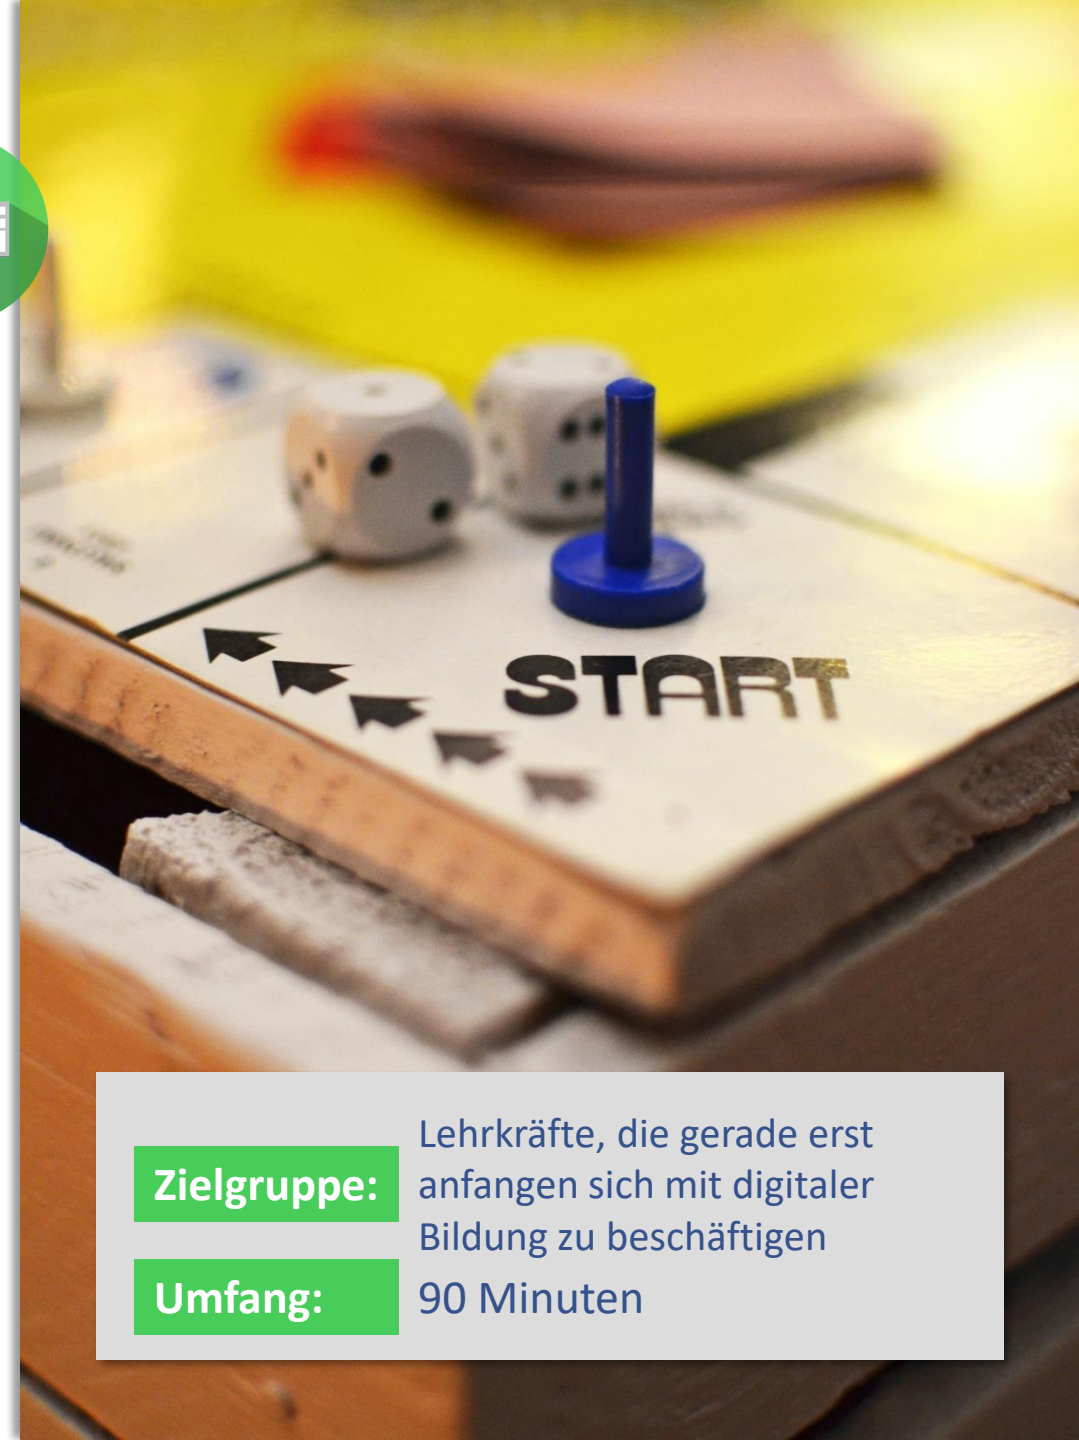 START
Zielgruppe:
Lehrkräfte, die gerade erst
anfangen sich mit digitaler
Bildung zu beschäftigen
Umfang:
90 Minuten